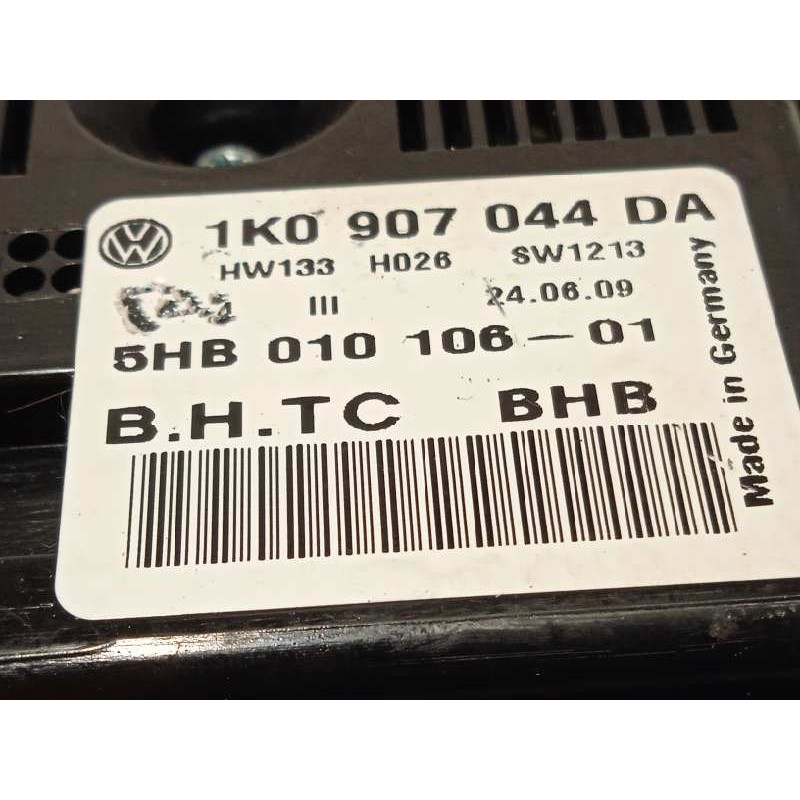 1K0 907 044 DA
HW133 H026 SW1213
III 24.06.09
5HB 010 106-01
B.H.TC BHB
Made in Germany